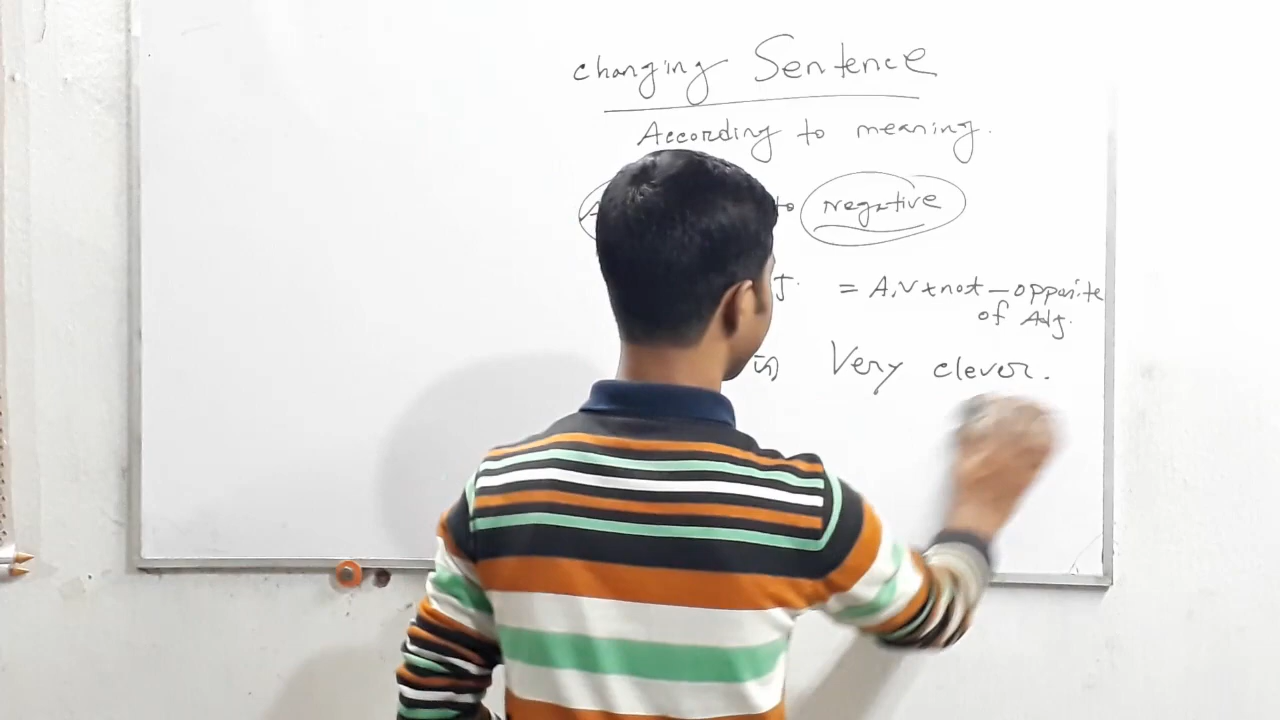 changing Sentence
According to meaning.
to Negative
= A.V + not — opposite
of Adj.
Very clever.